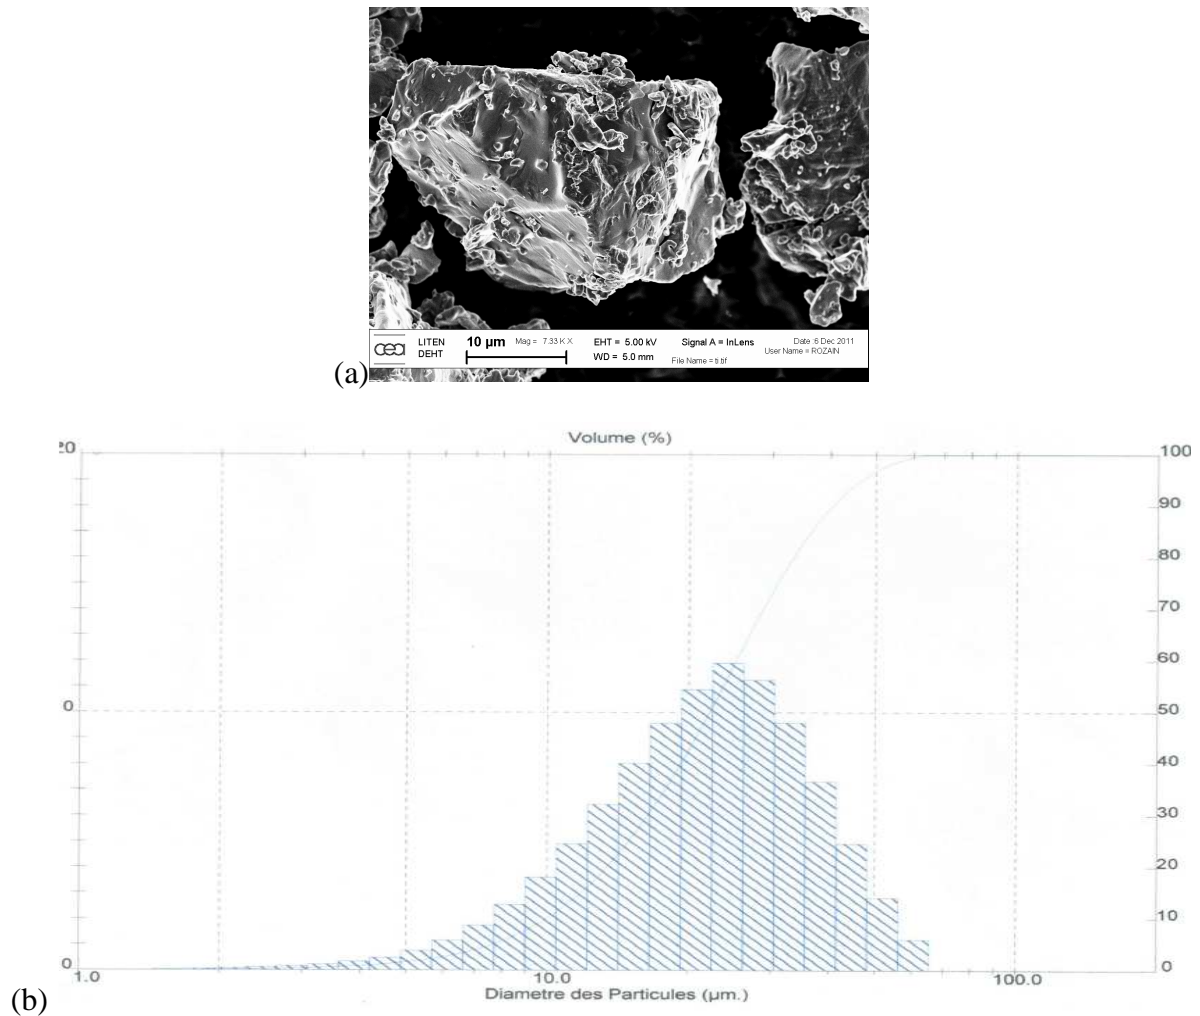 cea LITEN 10 µm Mag = 7.33 K X EHT = 5.00 kV Signal A = InLens Date :6 Dec 2011
DEHT WD = 5.0 mm File Name = ti.tif User Name = ROZAIN
(a)
Volume (%)
20 100
90
80
70
60
0 50
40
30
20
10
0 0
1.0 10.0 100.0
Diametre des Particules (µm.)
(b)